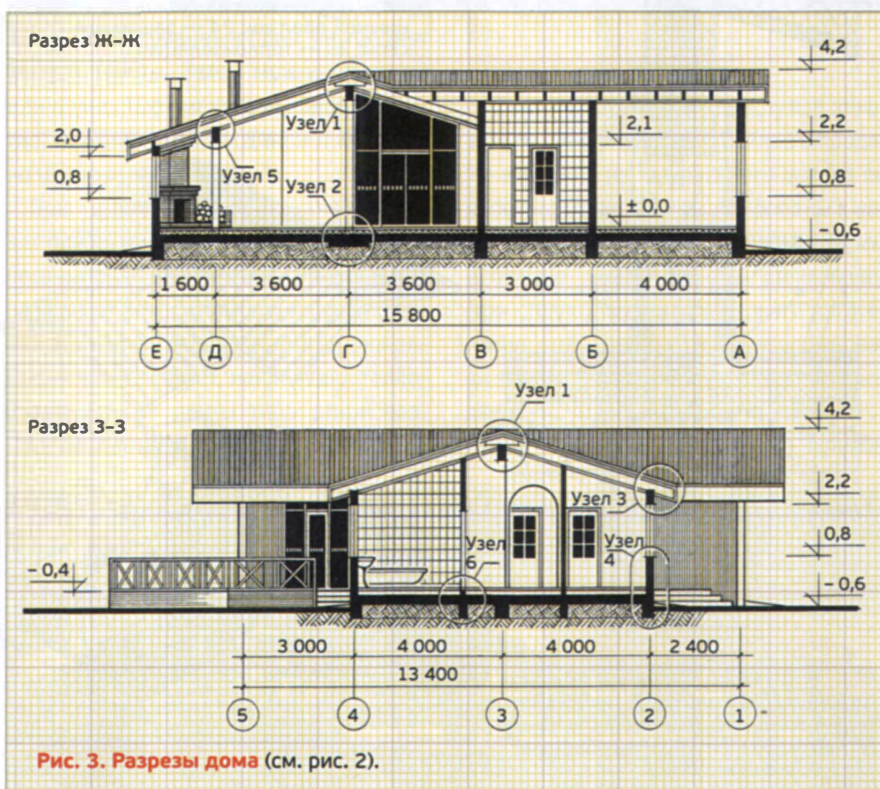 Разрез Ж-Ж
4,2
Узел 1
2,0
2,1
2,2
Узел 5
0,8
Узел 2
0,8
± 0,0
- 0,6
1 600 3 600 3 600 3 000 4 000
15 800
Е Д Г В Б А
Узел 1
4,2
Разрез З-З
Узел 3
2,2
Узел 6
Узел 4
0,8
- 0,4
- 0,6
3 000 4 000 4 000 2 400
13 400
5 4 3 2 1
Рис. 3. Разрезы дома (см. рис. 2).